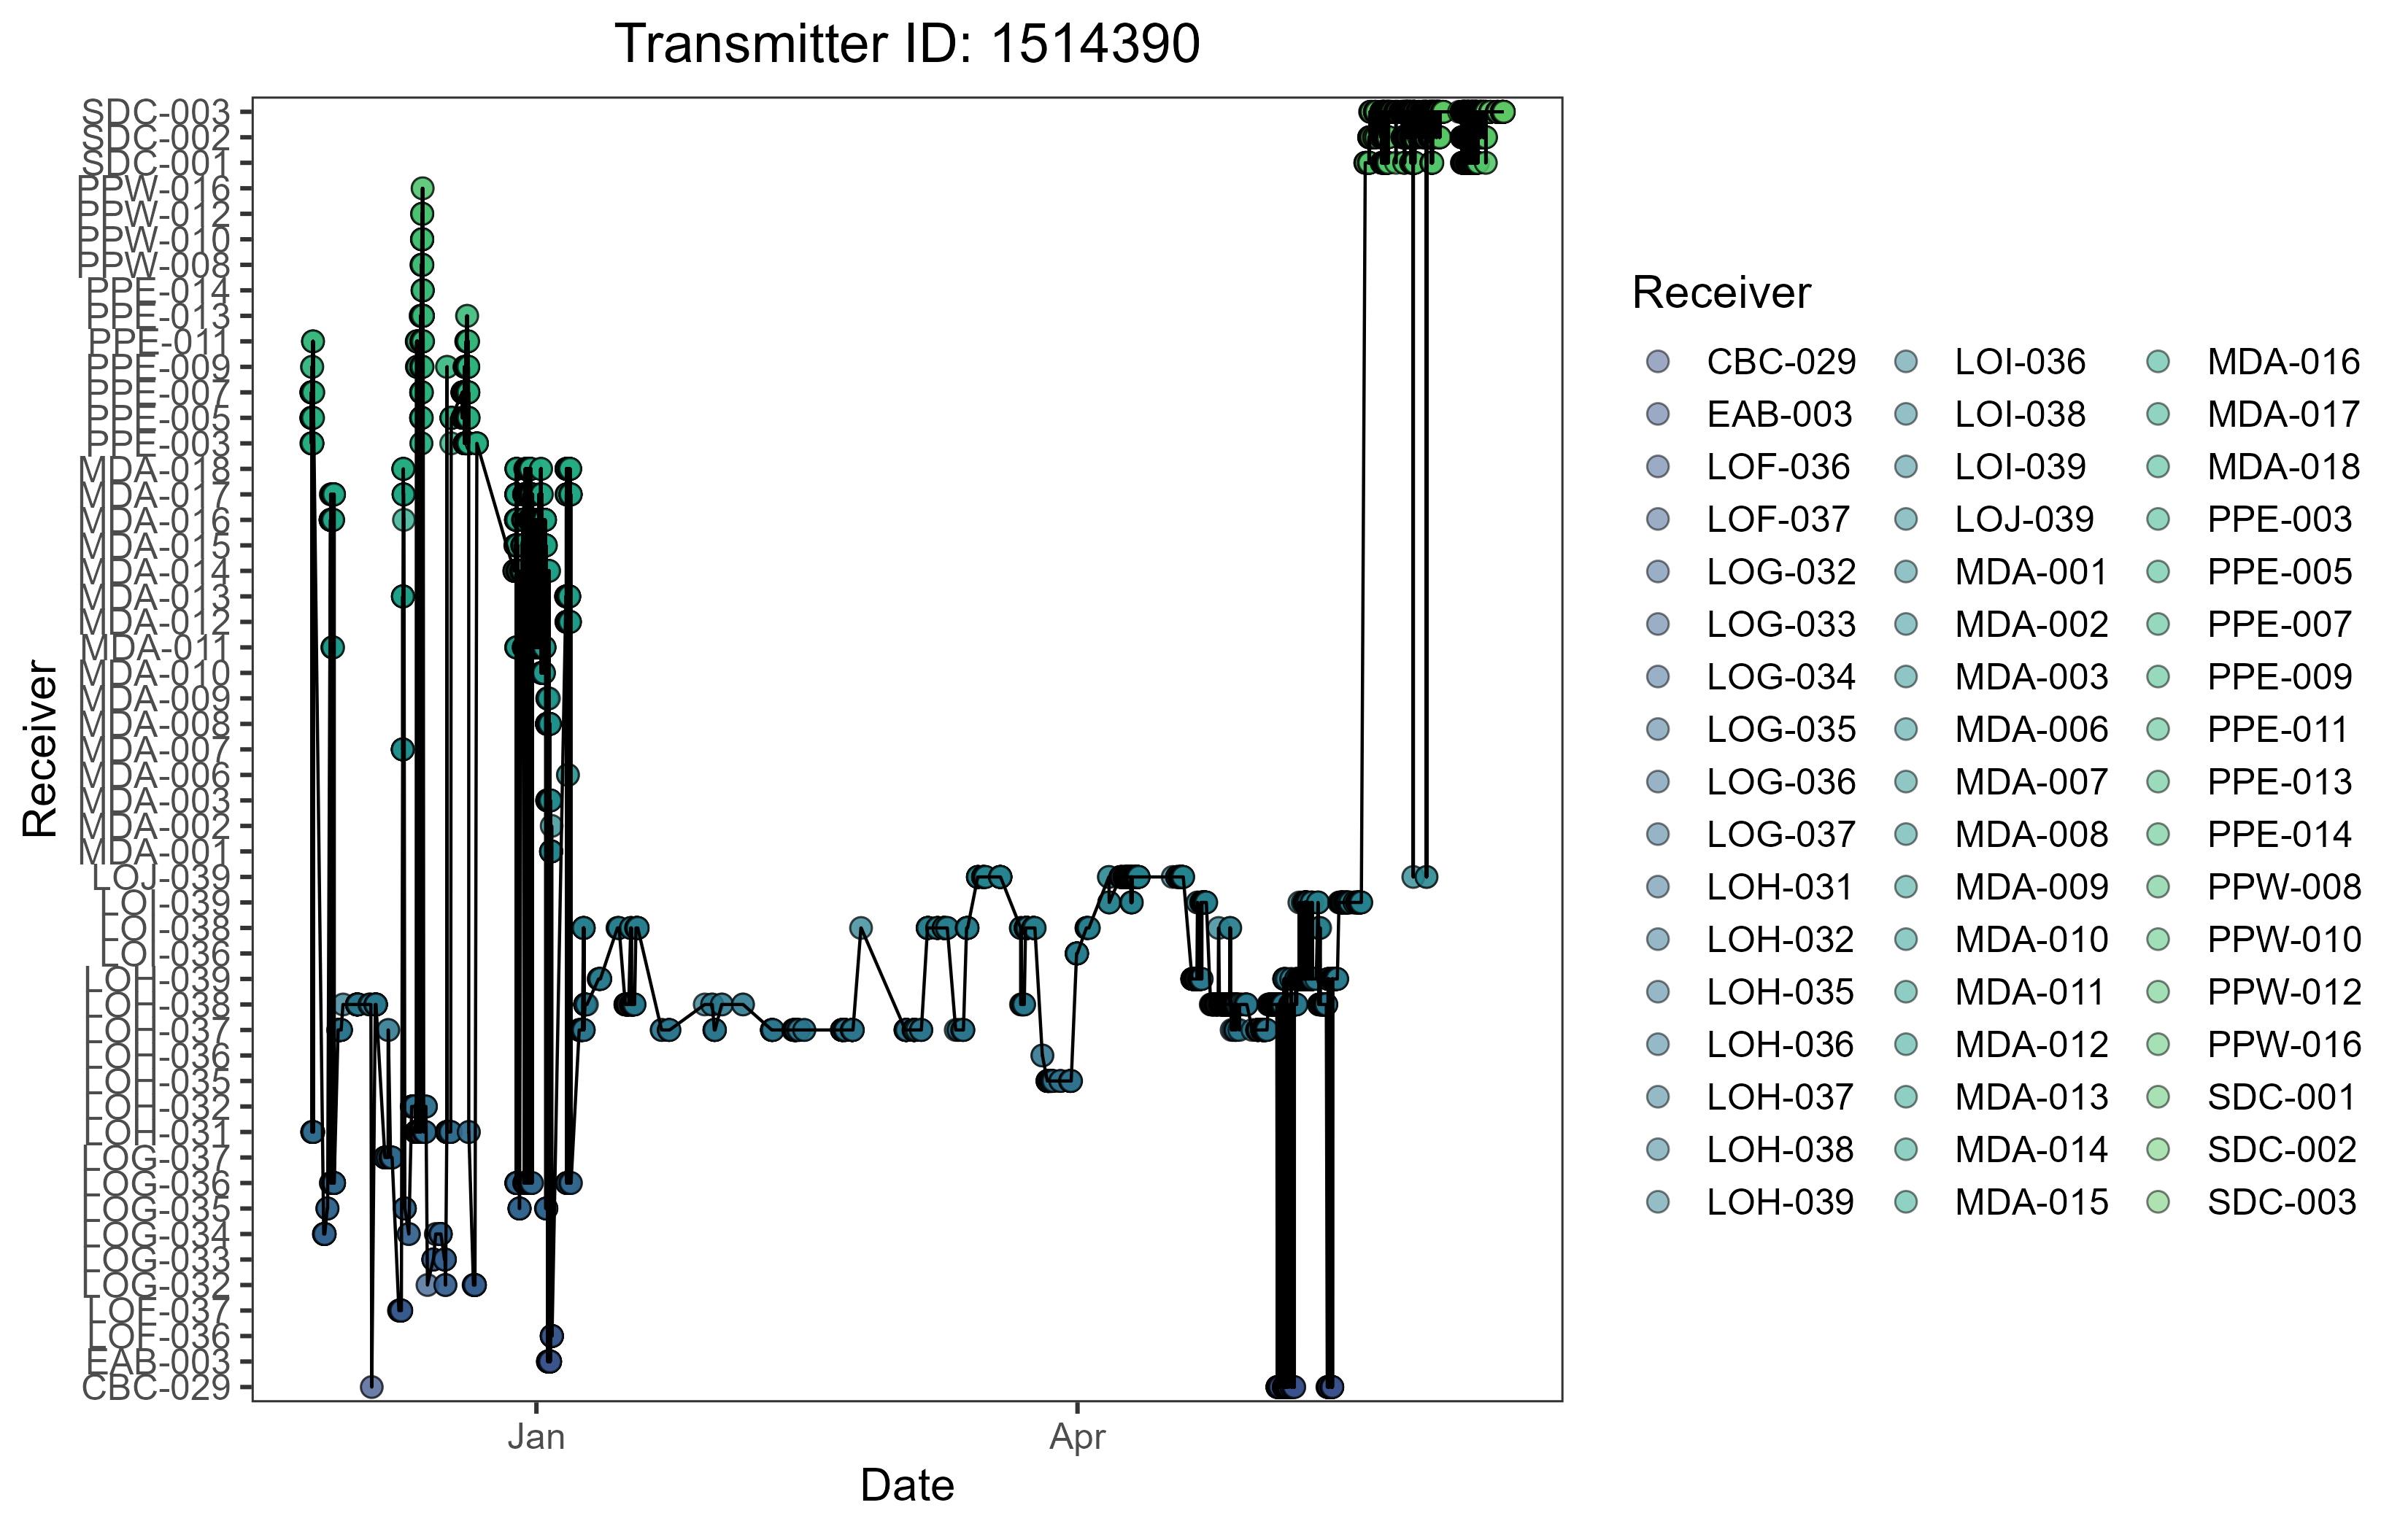 Transmitter ID: 1514390
Receiver
SDC-003
SDC-002
SDC-001
PPW-016
PPW-012
PPW-010
PPW-008
PPE-014
PPE-013
PPE-011
PPE-009
PPE-007
PPE-005
PPE-003
MDA-018
MDA-017
MDA-016
MDA-015
MDA-014
MDA-013
MDA-012
MDA-011
MDA-010
MDA-009
MDA-008
MDA-007
MDA-006
MDA-003
MDA-002
MDA-001
LOJ-039
LOI-039
LOI-038
LOI-036
LOH-039
LOH-038
LOH-037
LOH-036
LOH-035
LOH-032
LOH-031
LOG-037
LOG-036
LOG-035
LOG-034
LOG-033
LOG-032
LOF-037
LOF-036
EAB-003
CBC-029
Jan
Apr
Date
Receiver
CBC-029
EAB-003
LOF-036
LOF-037
LOG-032
LOG-033
LOG-034
LOG-035
LOG-036
LOG-037
LOH-031
LOH-032
LOH-035
LOH-036
LOH-037
LOH-038
LOH-039
LOI-036
LOI-038
LOI-039
LOJ-039
MDA-001
MDA-002
MDA-003
MDA-006
MDA-007
MDA-008
MDA-009
MDA-010
MDA-011
MDA-012
MDA-013
MDA-014
MDA-015
MDA-016
MDA-017
MDA-018
PPE-003
PPE-005
PPE-007
PPE-009
PPE-011
PPE-013
PPE-014
PPW-008
PPW-010
PPW-012
PPW-016
SDC-001
SDC-002
SDC-003